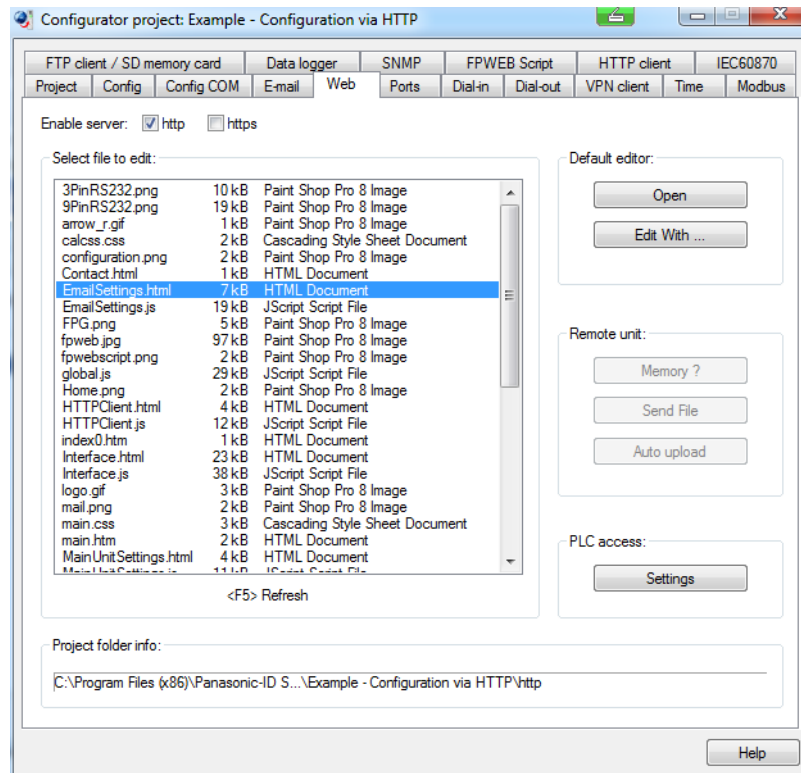 Configurator project: Example - Configuration via HTTP
FTP client / SD memory card Data logger SNMP FPWEB Script HTTP client IEC60870
Project Config Config COM E-mail Web Ports Dial-in Dial-out VPN client Time Modbus
Enable server: http https
Select file to edit:
3PinRS232.png 10 kB Paint Shop Pro 8 Image
9PinRS232.png 19 kB Paint Shop Pro 8 Image
arrow_r.gif 1 kB Paint Shop Pro 8 Image
calcss.css 2 kB Cascading Style Sheet Document
configuration.png 2 kB Paint Shop Pro 8 Image
Contact.html 1 kB HTML Document
EmailSettings.html 7 kB HTML Document
EmailSettings.js 19 kB JScript Script File
FPG.png 5 kB Paint Shop Pro 8 Image
fpweb.jpg 97 kB Paint Shop Pro 8 Image
fpwebscript.png 2 kB Paint Shop Pro 8 Image
global.js 29 kB JScript Script File
Home.png 2 kB Paint Shop Pro 8 Image
HTTPClient.html 4 kB HTML Document
HTTPClient.js 12 kB JScript Script File
index0.htm 1 kB HTML Document
Interface.html 23 kB HTML Document
Interface.js 38 kB JScript Script File
logo.gif 3 kB Paint Shop Pro 8 Image
mail.png 2 kB Paint Shop Pro 8 Image
main.css 3 kB Cascading Style Sheet Document
main.htm 2 kB HTML Document
MainUnitSettings.html 4 kB HTML Document
MainUnitSettings.js 11 kB JScript Script File
<F5> Refresh
Default editor:
Open
Edit With ...
Remote unit:
Memory ?
Send File
Auto upload
PLC access:
Settings
Project folder info:
C:\Program Files (x86)\Panasonic-ID S...\Example - Configuration via HTTP\http
Help